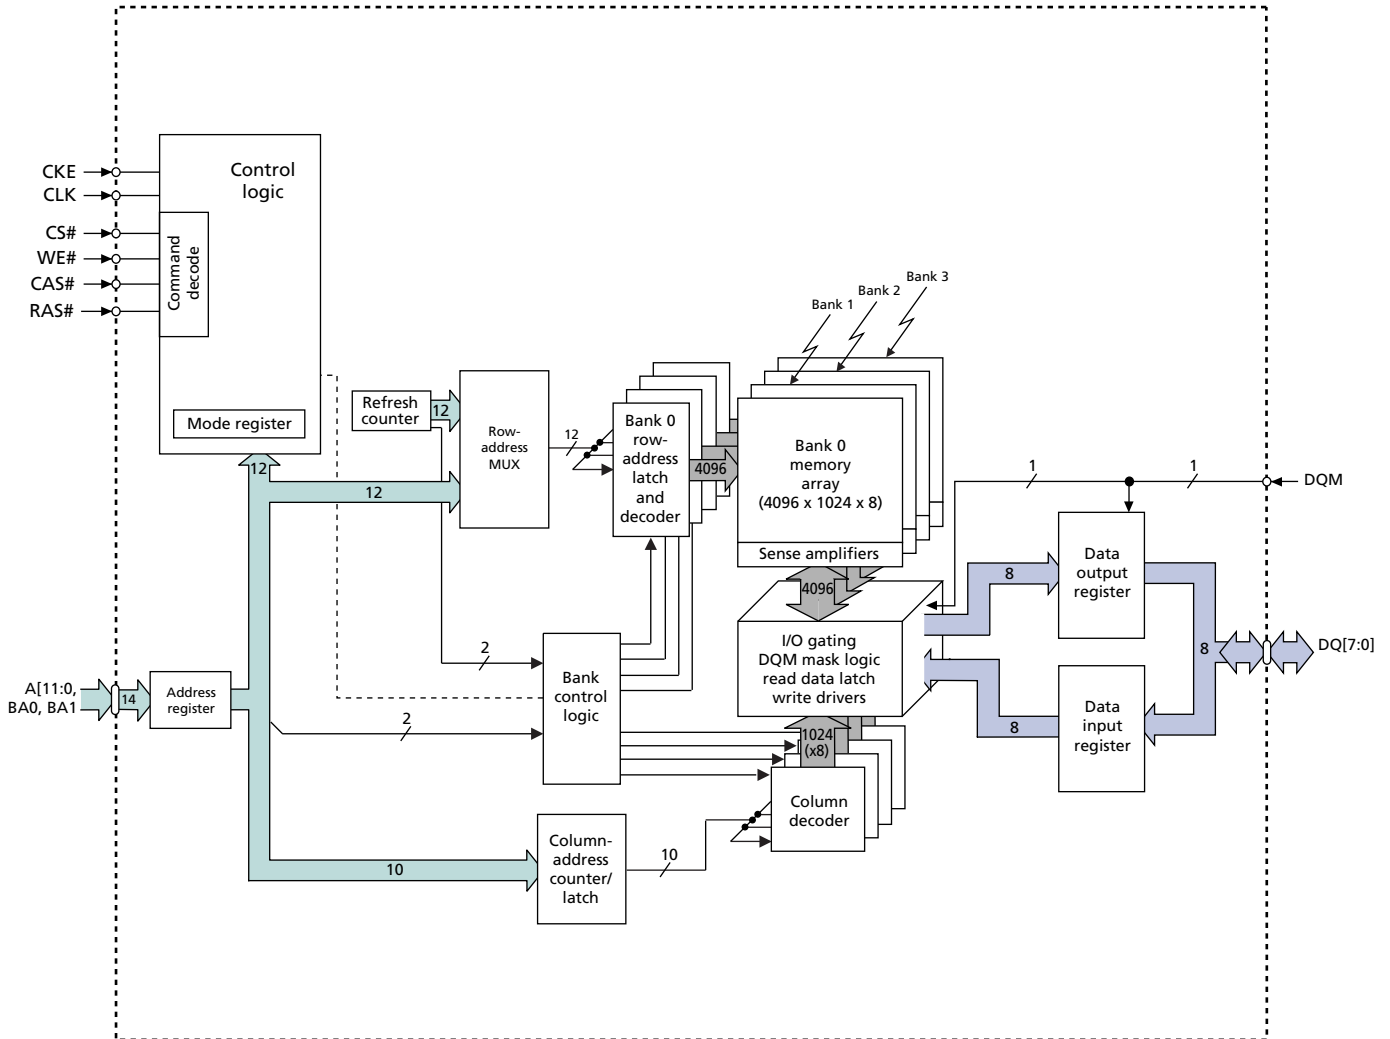 Control
logic
CKE
CLK
CS#
WE#
CAS#
RAS#
Command
decode
Mode register
Bank 3
Bank 2
Bank 1
Refresh
counter
12
12
12
Row-
address
MUX
12
Bank 0
row-
address
latch
and
decoder
4096
Bank 0
memory
array
(4096 x 1024 x 8)
Sense amplifiers
4096
1
1
DQM
Data
output
register
8
I/O gating
DQM mask logic
read data latch
write drivers
8
DQ[7:0]
Data
input
register
8
2
A[11:0,
BA0, BA1
14
Address
register
2
Bank
control
logic
1024
(x8)
Column
decoder
Column-
address
counter/
latch
10
10